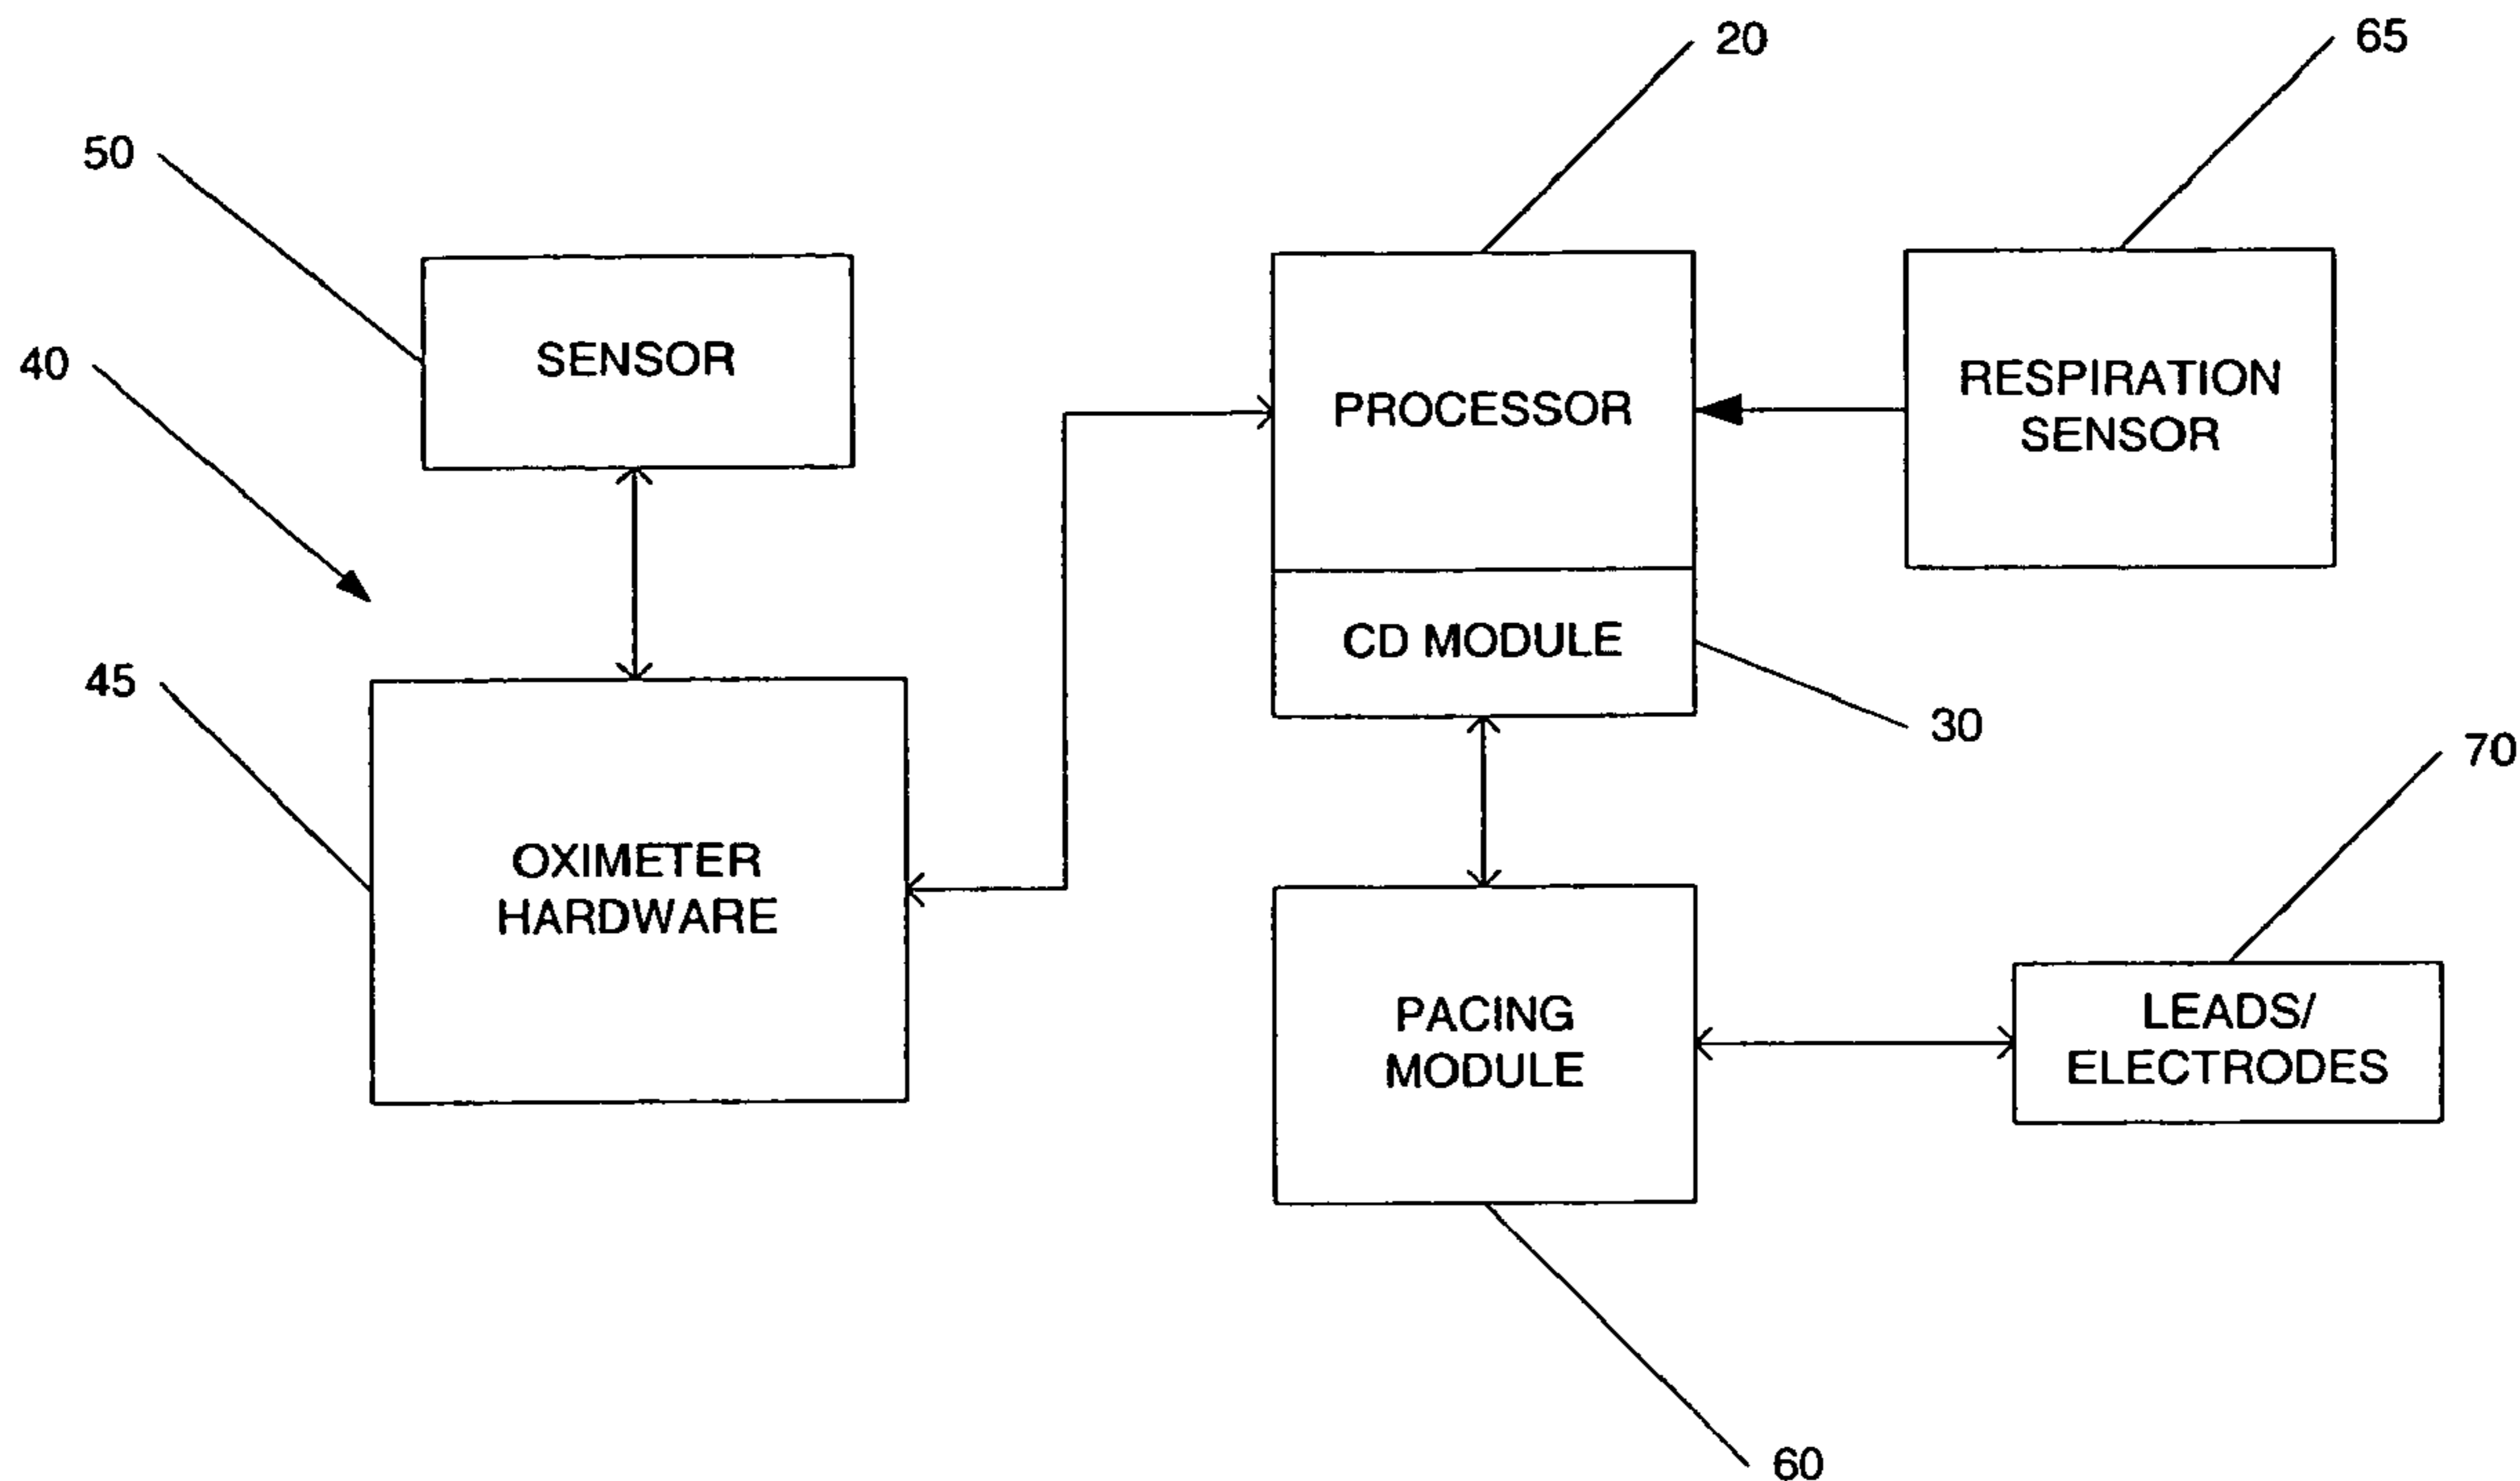 20
65
50
40
SENSOR
PROCESSOR
RESPIRATION
SENSOR
45
CD MODULE
30
70
OXIMETER
HARDWARE
PACING
MODULE
LEADS/
ELECTRODES
60